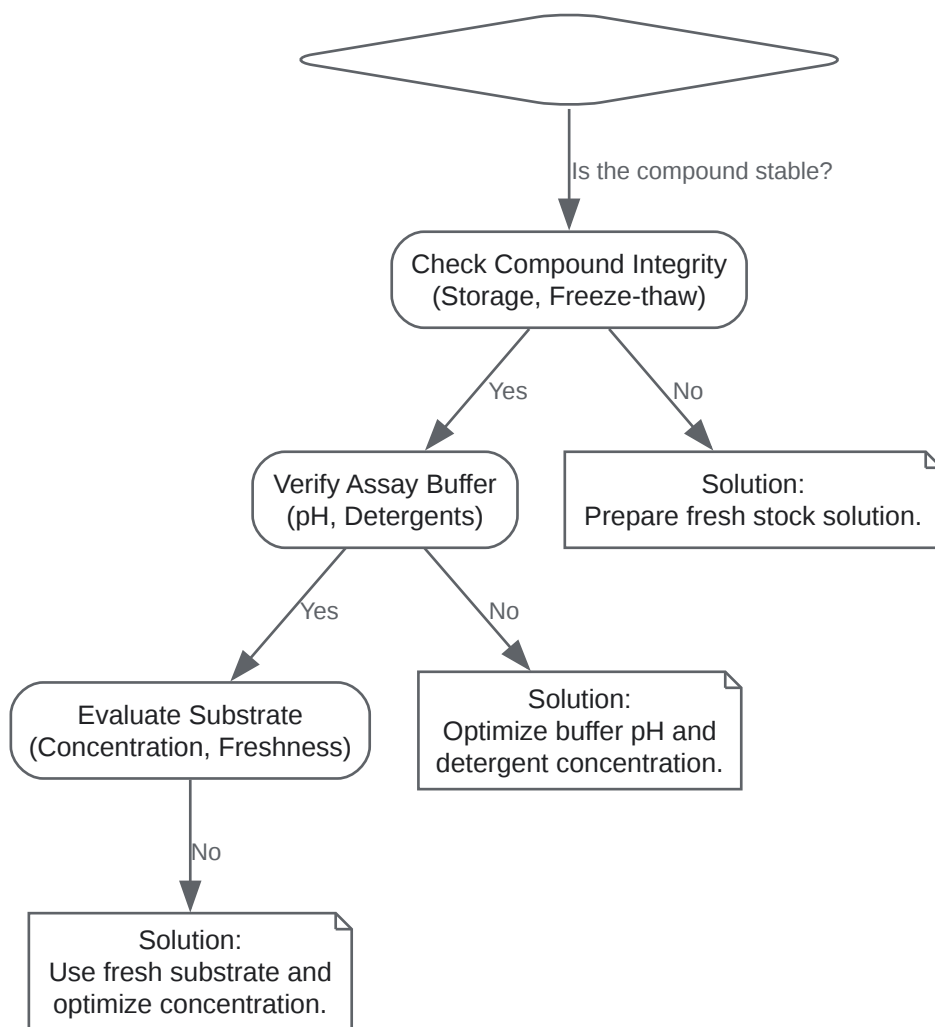 Is the compound stable?
Check Compound Integrity
(Storage, Freeze-thaw)
Yes
No
Verify Assay Buffer
(pH, Detergents)
Solution:
Prepare fresh stock solution.
Yes
No
Evaluate Substrate
(Concentration, Freshness)
Solution:
Optimize buffer pH and
detergent concentration.
No
Solution:
Use fresh substrate and
optimize concentration.